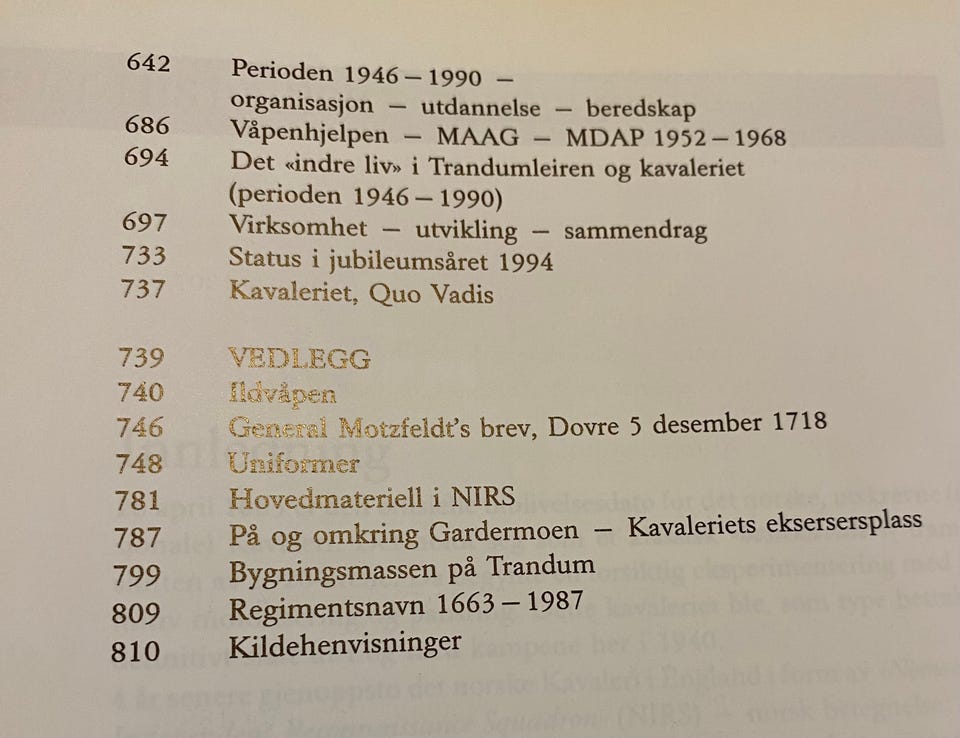 642 Perioden 1946 – 1990 –
organisasjon – utdannelse – beredskap
686 Våpenhjelpen – MAAG – MDAP 1952 – 1968
694 Det «indre liv» i Trandumleiren og kavaleriet
(perioden 1946 – 1990)
697 Virksomhet – utvikling – sammendrag
733 Status i jubileumsåret 1994
737 Kavaleriet, Quo Vadis
739 VEDLEGG
740 Ildvåpen
746 General Motzfeldt's brev, Dovre 5 desember 1718
748 Uniformer
781 Hovedmateriell i NIRS
787 På og omkring Gardermoen – Kavaleriets eksersersplass
799 Bygningsmassen på Trandum
809 Regimentsnavn 1663 – 1987
810 Kildehenvisninger